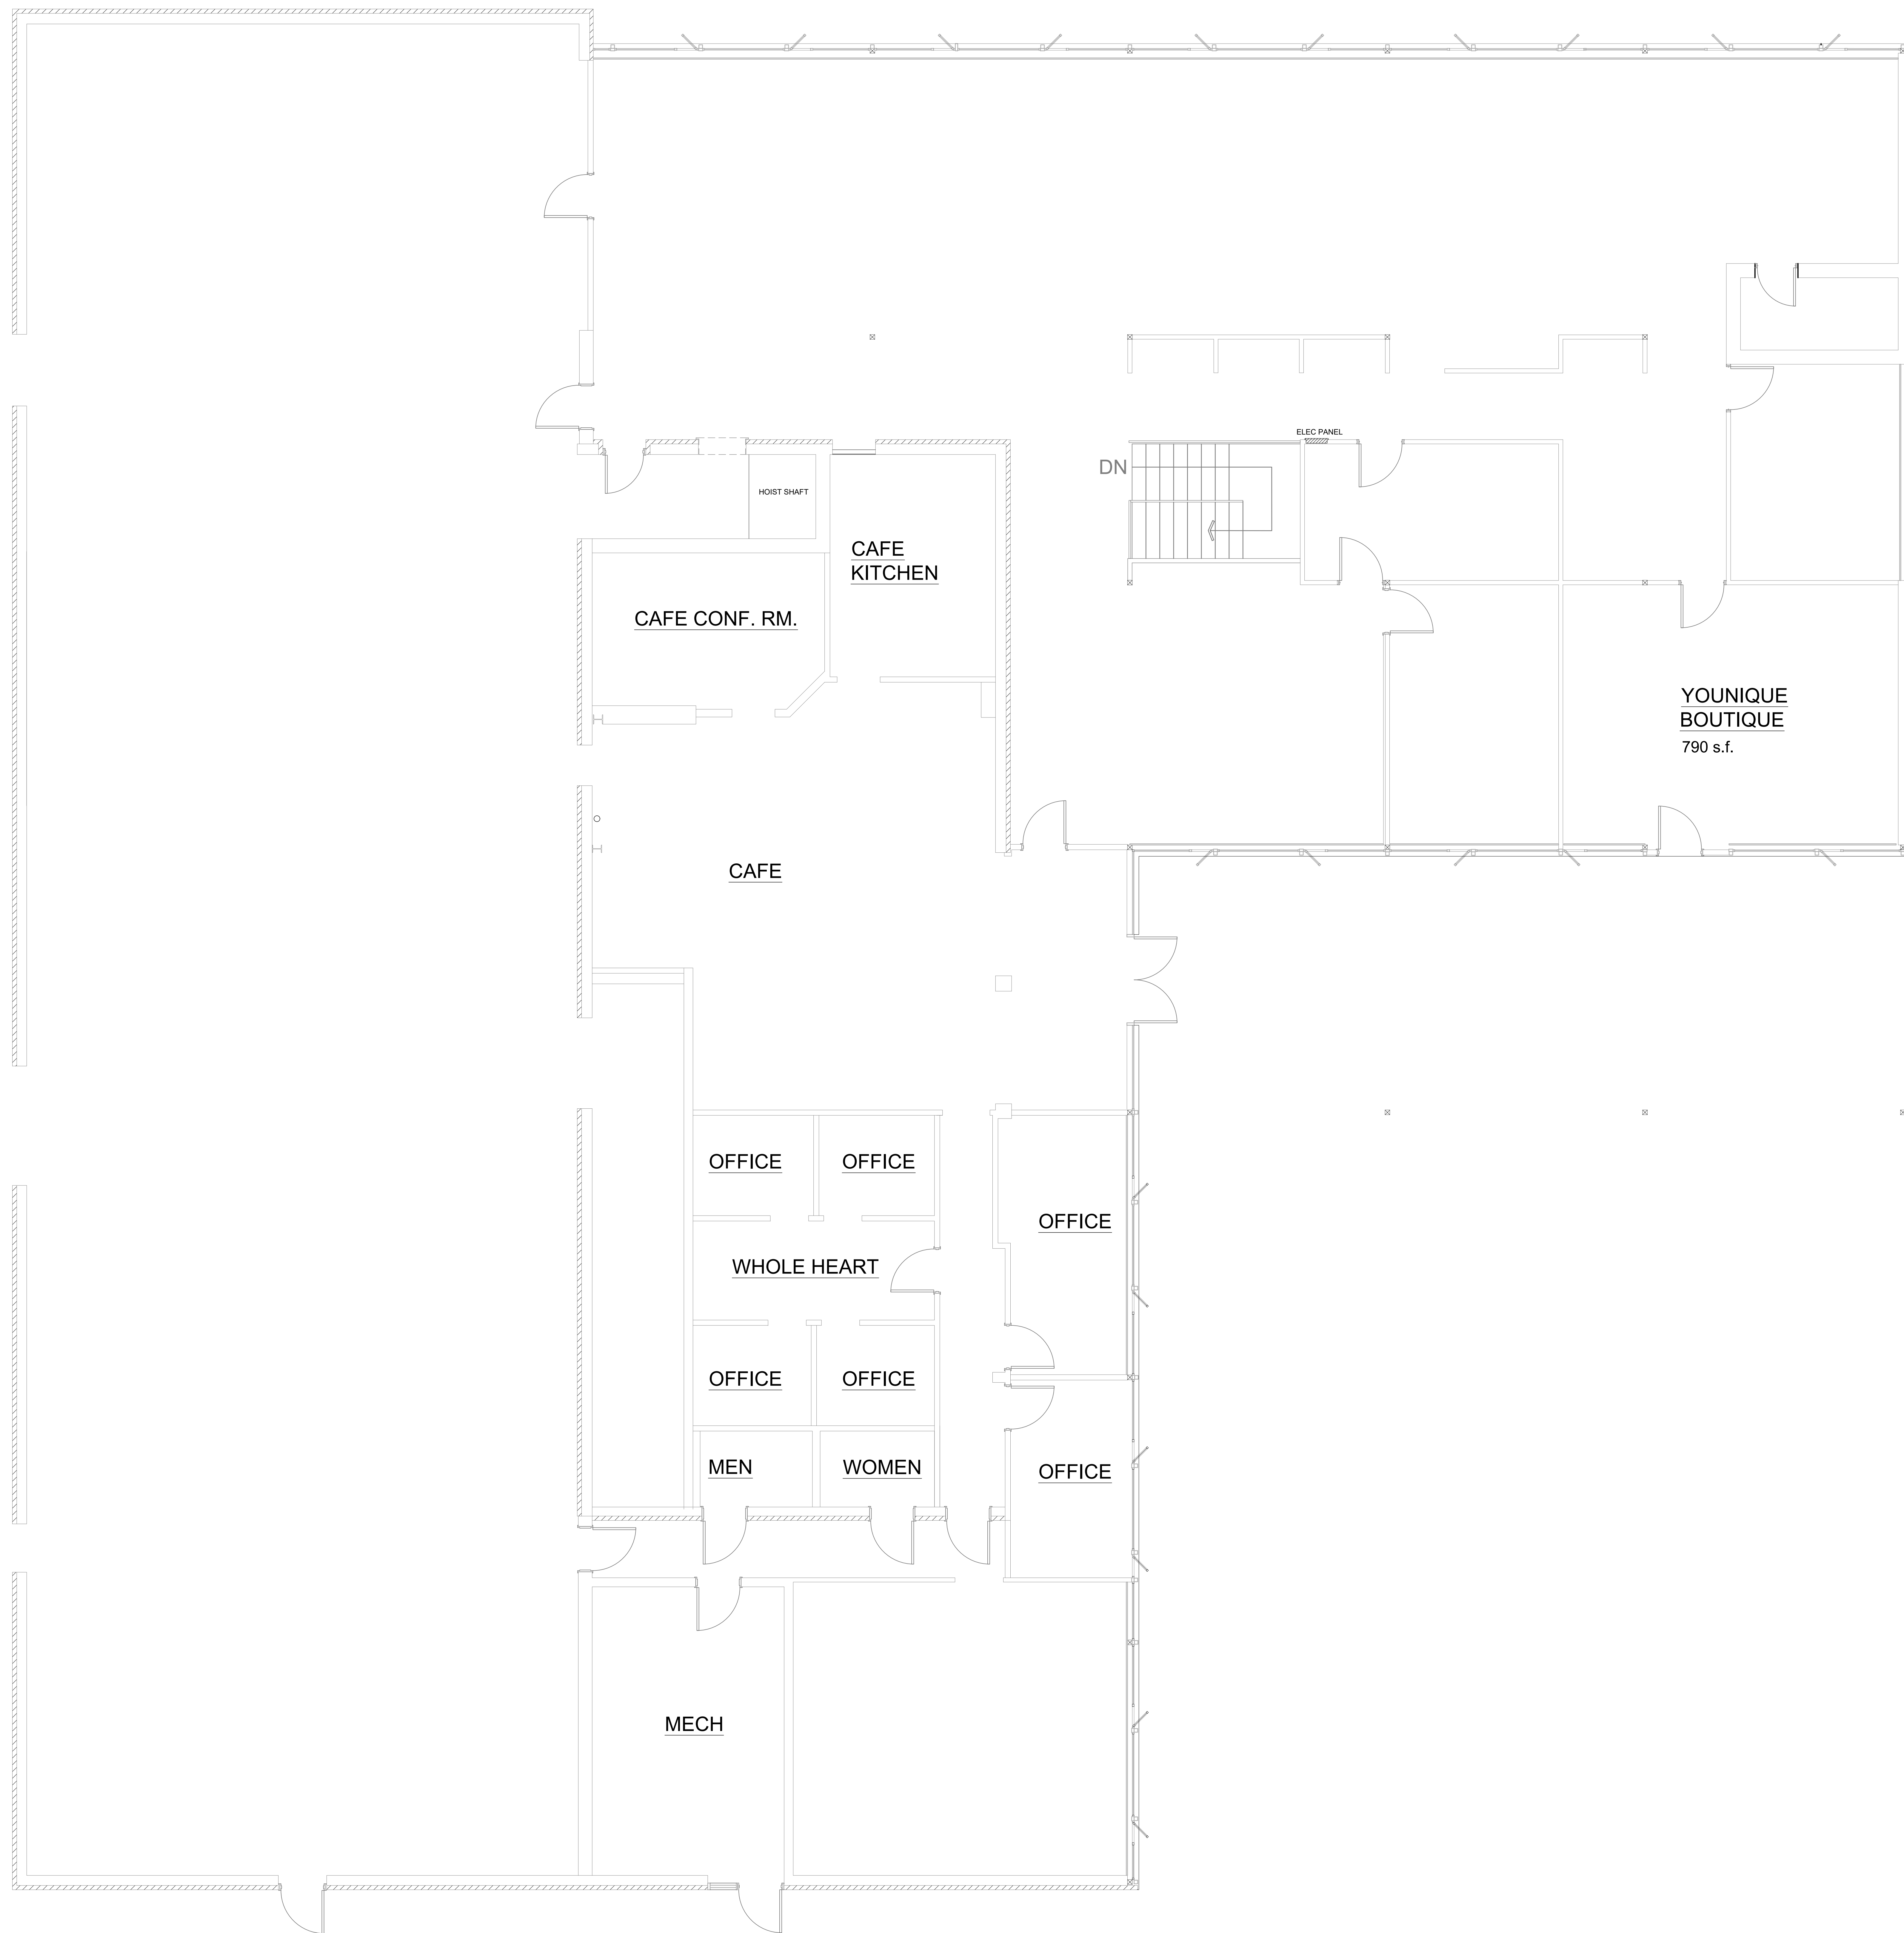 ELEC PANEL
DN
HOIST SHAFT
CAFE
KITCHEN
CAFE CONF. RM.
YOUNIQUE
BOUTIQUE
790 s.f.
CAFE
OFFICE
OFFICE
OFFICE
WHOLE HEART
OFFICE
OFFICE
MEN
WOMEN
OFFICE
MECH